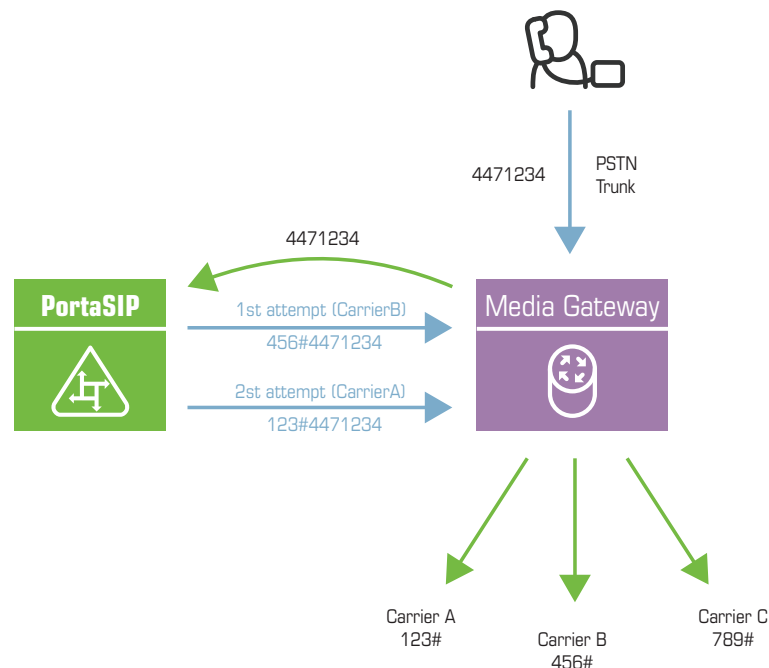 4471234
PSTN
Trunk
4471234
PortaSIP
1st attempt (CarrierB)
456#4471234
2st attempt (CarrierA)
123#4471234
Media Gateway
Carrier A
123#
Carrier B
456#
Carrier C
789#